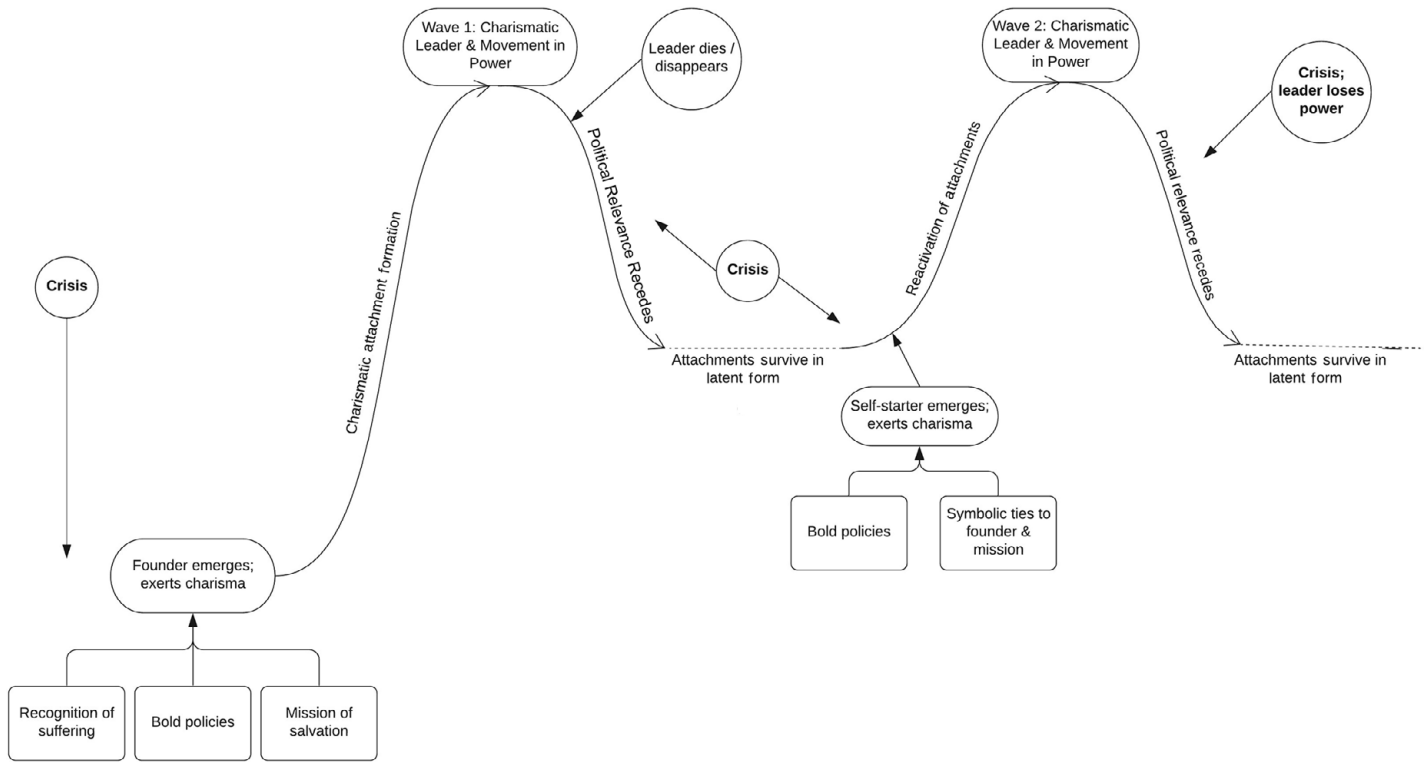 Wave 1: Charismatic
Leader & Movement in
Power
Leader dies /
disappears
Wave 2: Charismatic
Leader & Movement
in Power
Crisis;
leader loses
power
Crisis
Charismatic attachment formation
Political Relevance Recedes
Crisis
Reactivation of attachments
Political relevance recedes
Attachments survive in
latent form
Attachments survive in
latent form
Self-starter emerges;
exerts charisma
Bold policies
Symbolic ties to
founder &
mission
Founder emerges;
exerts charisma
Recognition of
suffering
Bold policies
Mission of
salvation